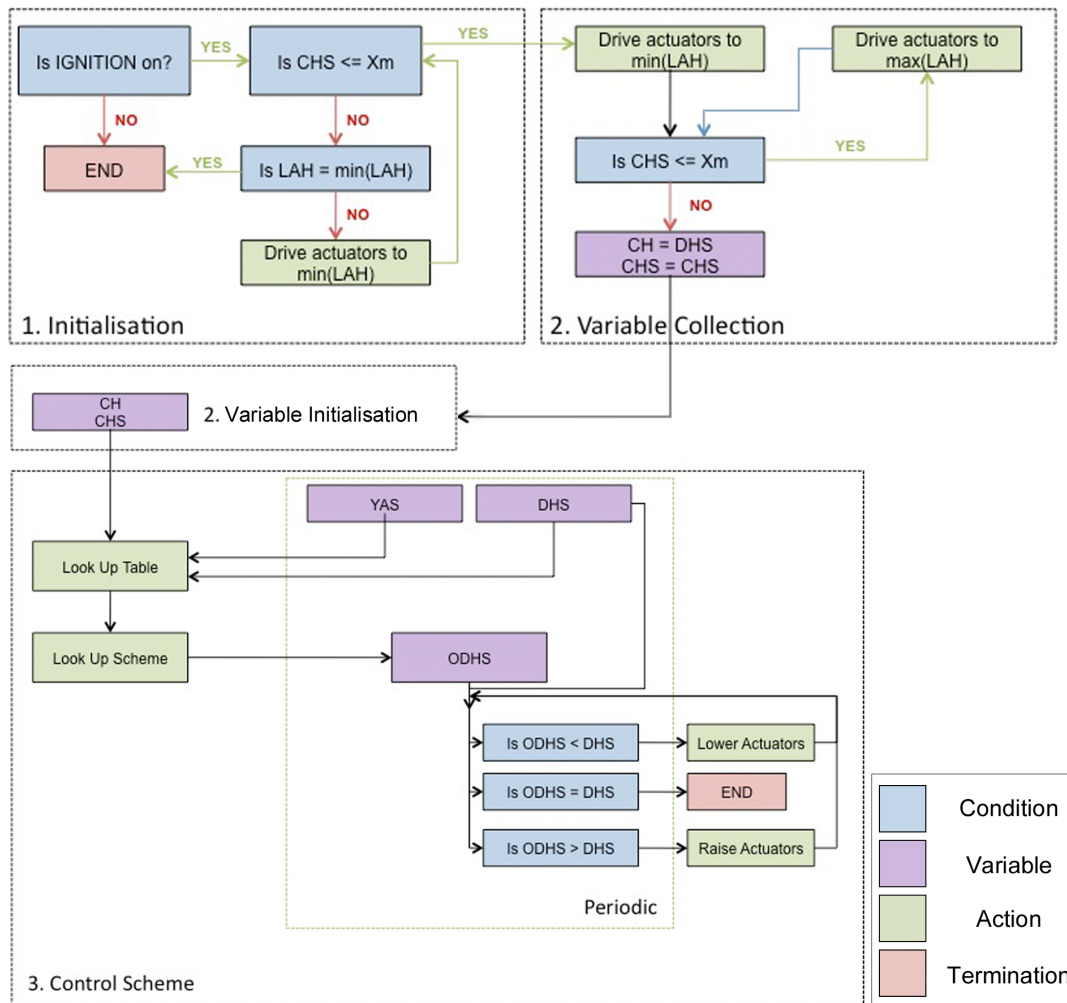 Is IGNITION on?
YES
Is CHS <= Xm
YES
NO
NO
END
YES
Is LAH = min(LAH)
NO
Drive actuators to
min(LAH)
1. Initialisation
Drive actuators to
min(LAH)
Drive actuators to
max(LAH)
Is CHS <= Xm
YES
NO
CH = DHS
CHS = CHS
2. Variable Collection
CH
CHS
2. Variable Initialisation
YAS
DHS
Look Up Table
Look Up Scheme
ODHS
Is ODHS < DHS
Lower Actuators
Is ODHS = DHS
END
Is ODHS > DHS
Raise Actuators
Periodic
3. Control Scheme
Condition
Variable
Action
Termination